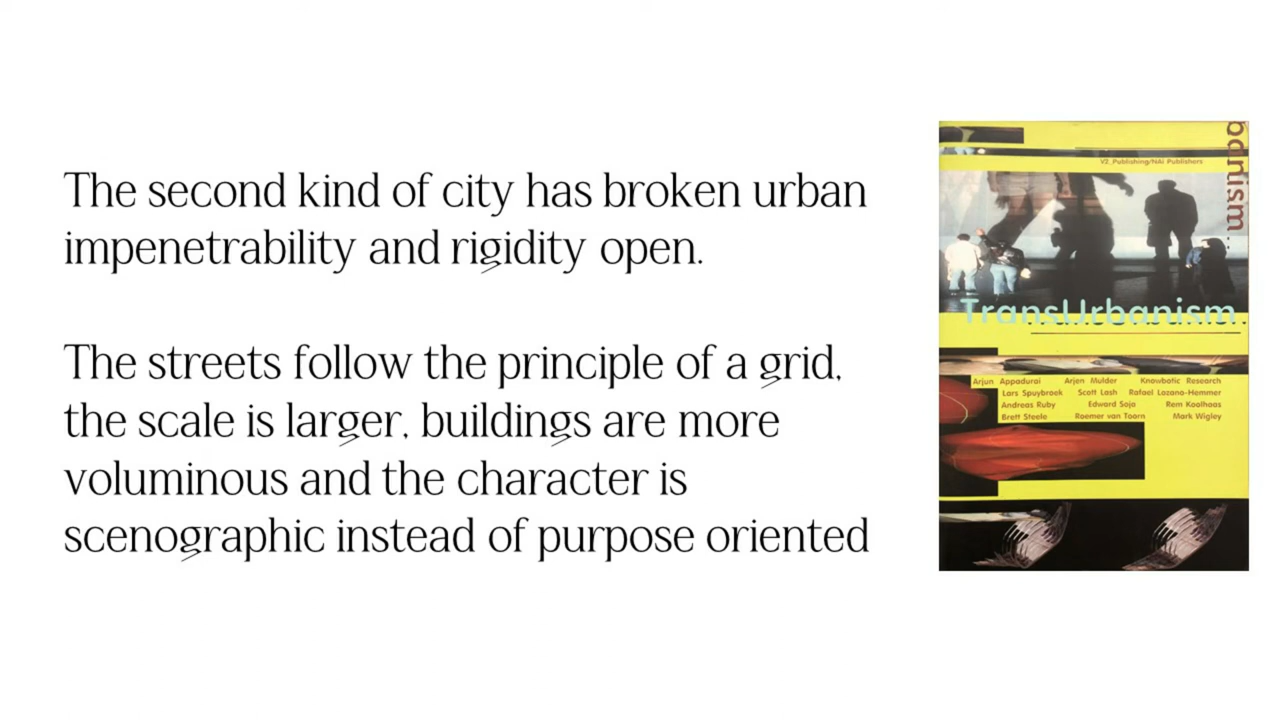 The second kind of city has broken urban
impenetrability and rigidity open.
The streets follow the principle of a grid,
the scale is larger, buildings are more
voluminous and the character is
scenographic instead of purpose oriented
banism
V2_Publishing/NAi Publishers
TransUrbanism
Arjun Appadurai Arjen Mulder Knowbotic Research
Lars Spuybroek Scott Lash Rafael Lozano-Hemmer
Andreas Ruby Edward Soja Rem Koolhaas
Brett Steele Roemer van Toorn Mark Wigley